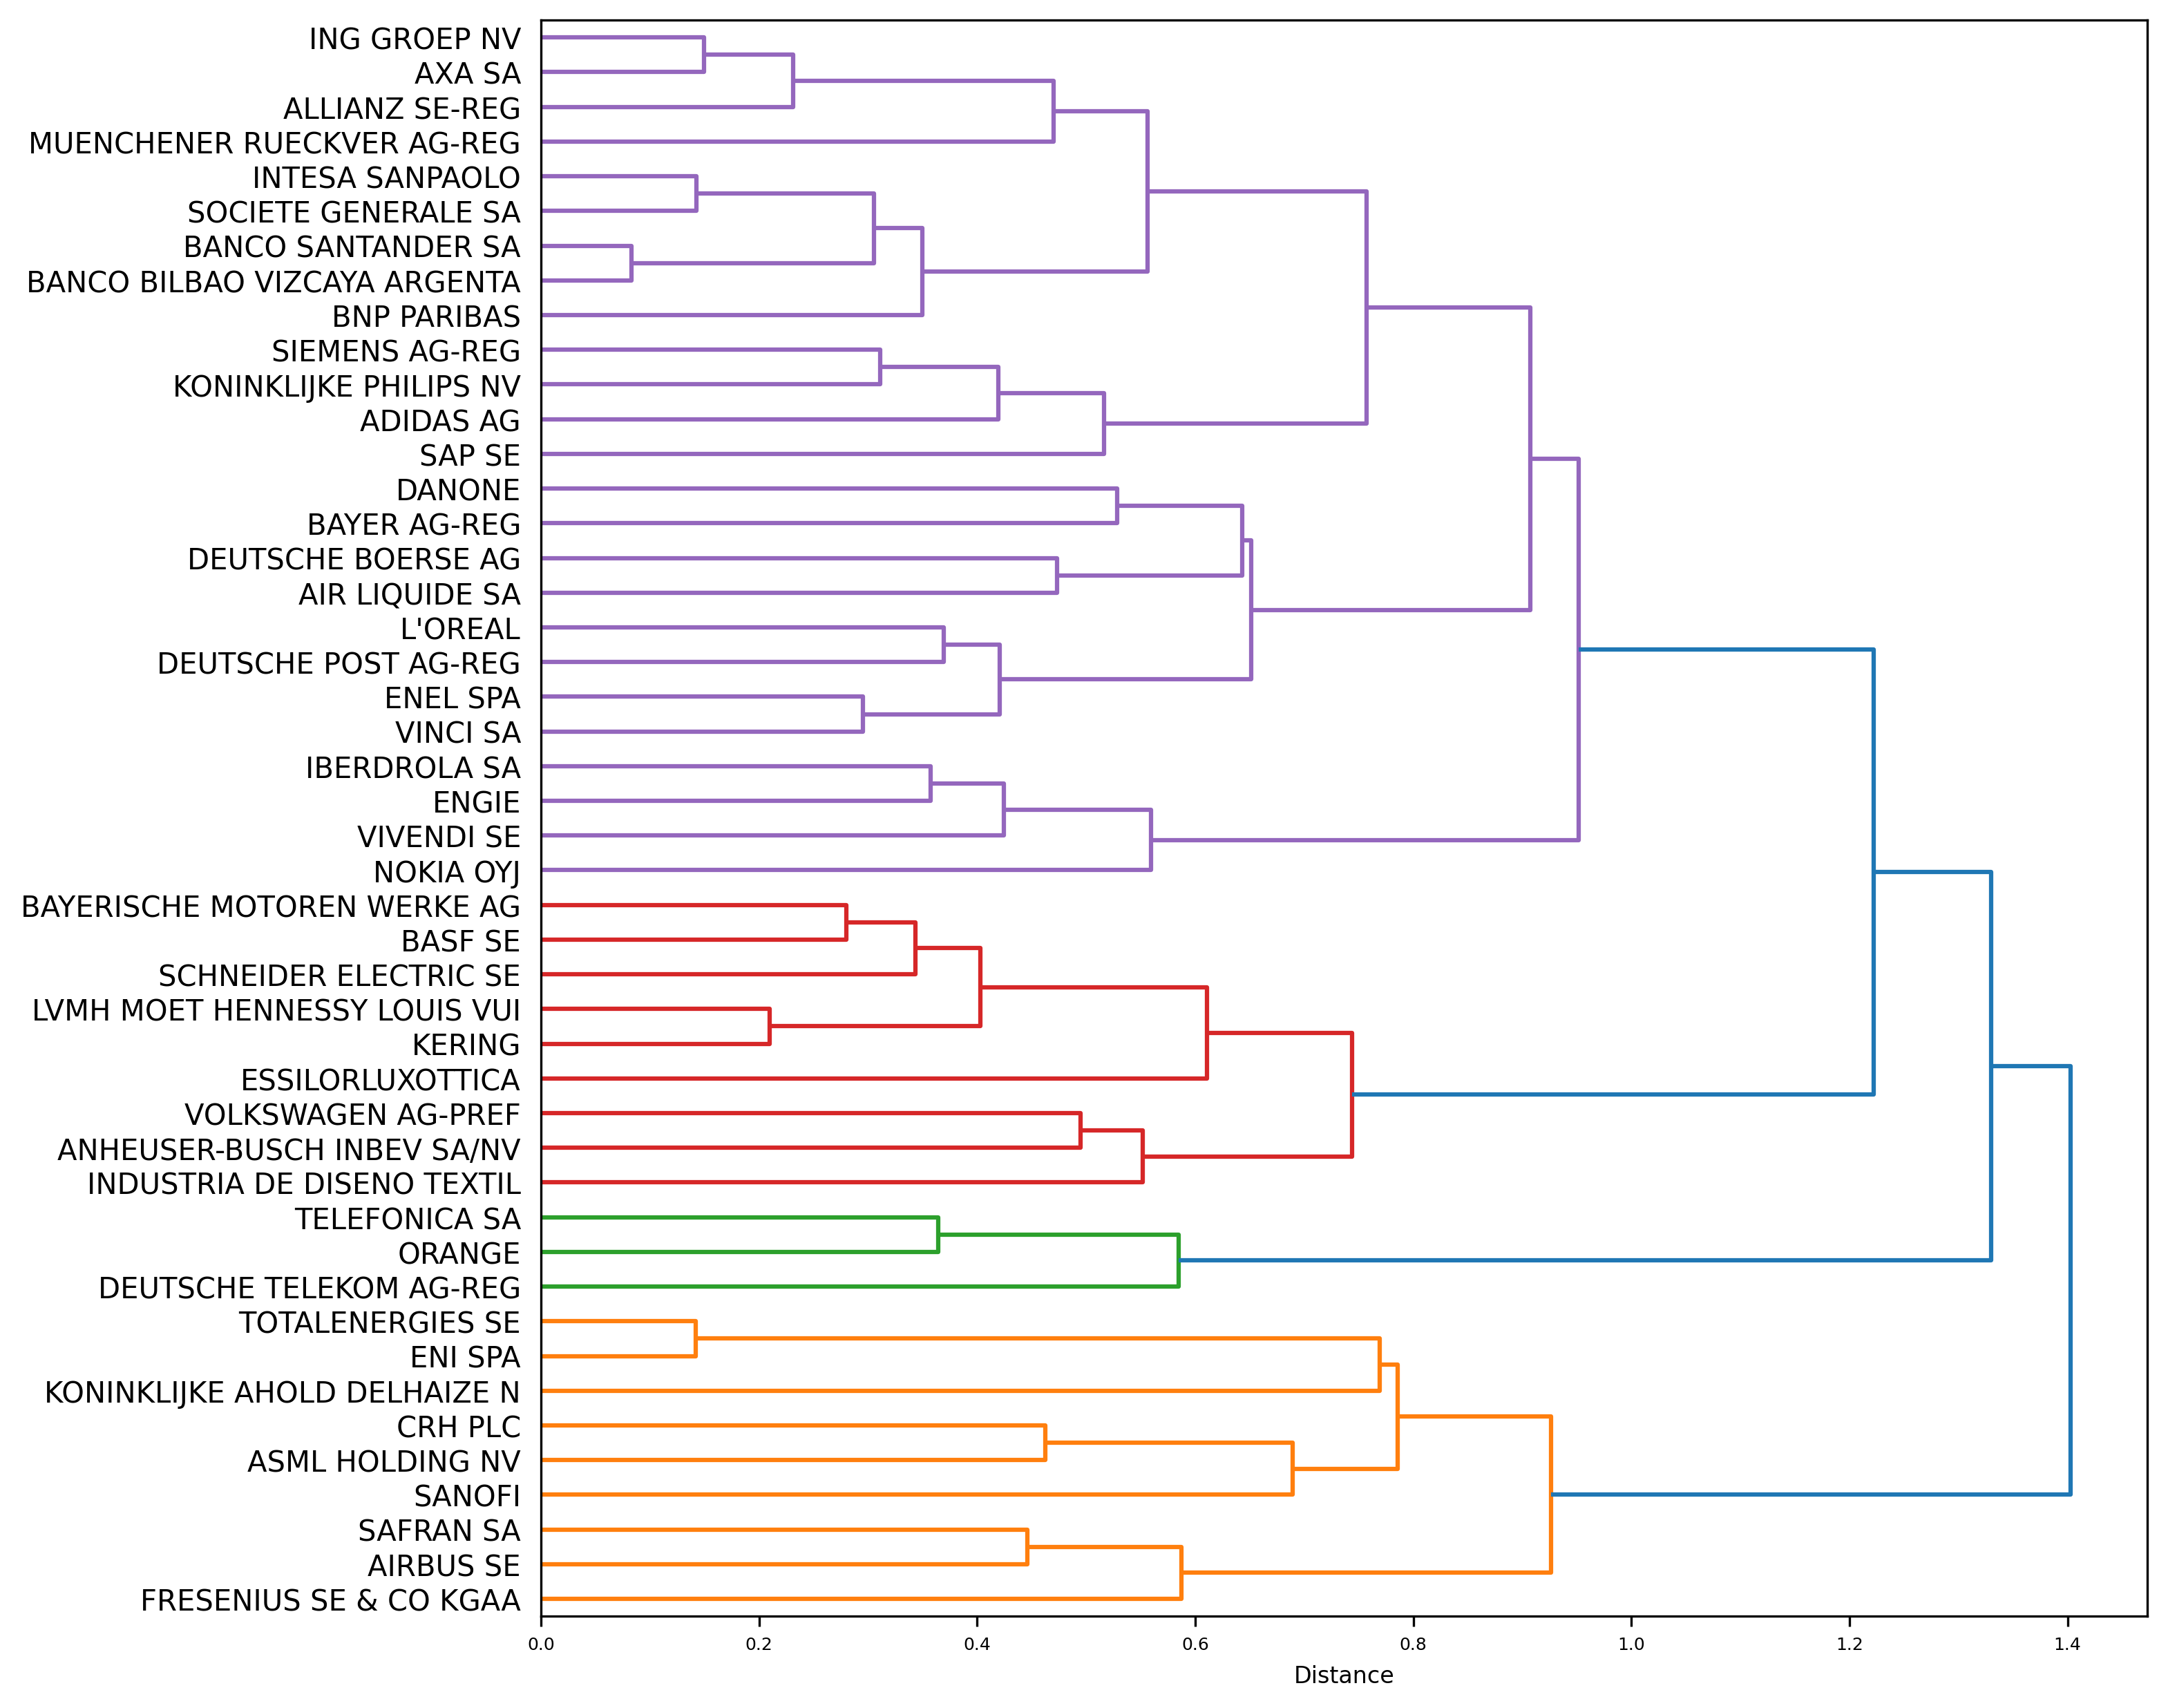 ING GROEP NV
AXA SA
ALLIANZ SE-REG
MUENCHENER RUECKVER AG-REG
INTESA SANPAOLO
SOCIETE GENERALE SA
BANCO SANTANDER SA
BANCO BILBAO VIZCAYA ARGENTA
BNP PARIBAS
SIEMENS AG-REG
KONINKLIJKE PHILIPS NV
ADIDAS AG
SAP SE
DANONE
BAYER AG-REG
DEUTSCHE BOERSE AG
AIR LIQUIDE SA
L'OREAL
DEUTSCHE POST AG-REG
ENEL SPA
VINCI SA
IBERDROLA SA
ENGIE
VIVENDI SE
NOKIA OYJ
BAYERISCHE MOTOREN WERKE AG
BASF SE
SCHNEIDER ELECTRIC SE
LVMH MOET HENNESSY LOUIS VUI
KERING
ESSILORLUXOTTICA
VOLKSWAGEN AG-PREF
ANHEUSER-BUSCH INBEV SA/NV
INDUSTRIA DE DISENO TEXTIL
TELEFONICA SA
ORANGE
DEUTSCHE TELEKOM AG-REG
TOTALENERGIES SE
ENI SPA
KONINKLIJKE AHOLD DELHAIZE N
CRH PLC
ASML HOLDING NV
SANOFI
SAFRAN SA
AIRBUS SE
FRESENIUS SE & CO KGAA
0.0 0.2 0.4 0.6 0.8 1.0 1.2 1.4
Distance